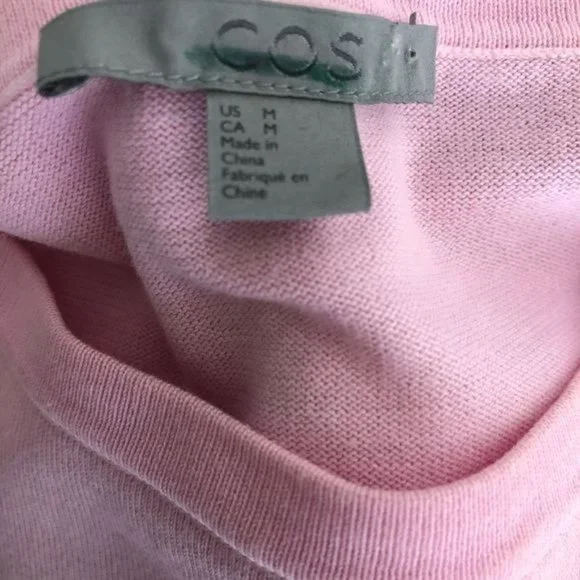 COS
US M
CA M
Made in
China
Fabriqué en
Chine